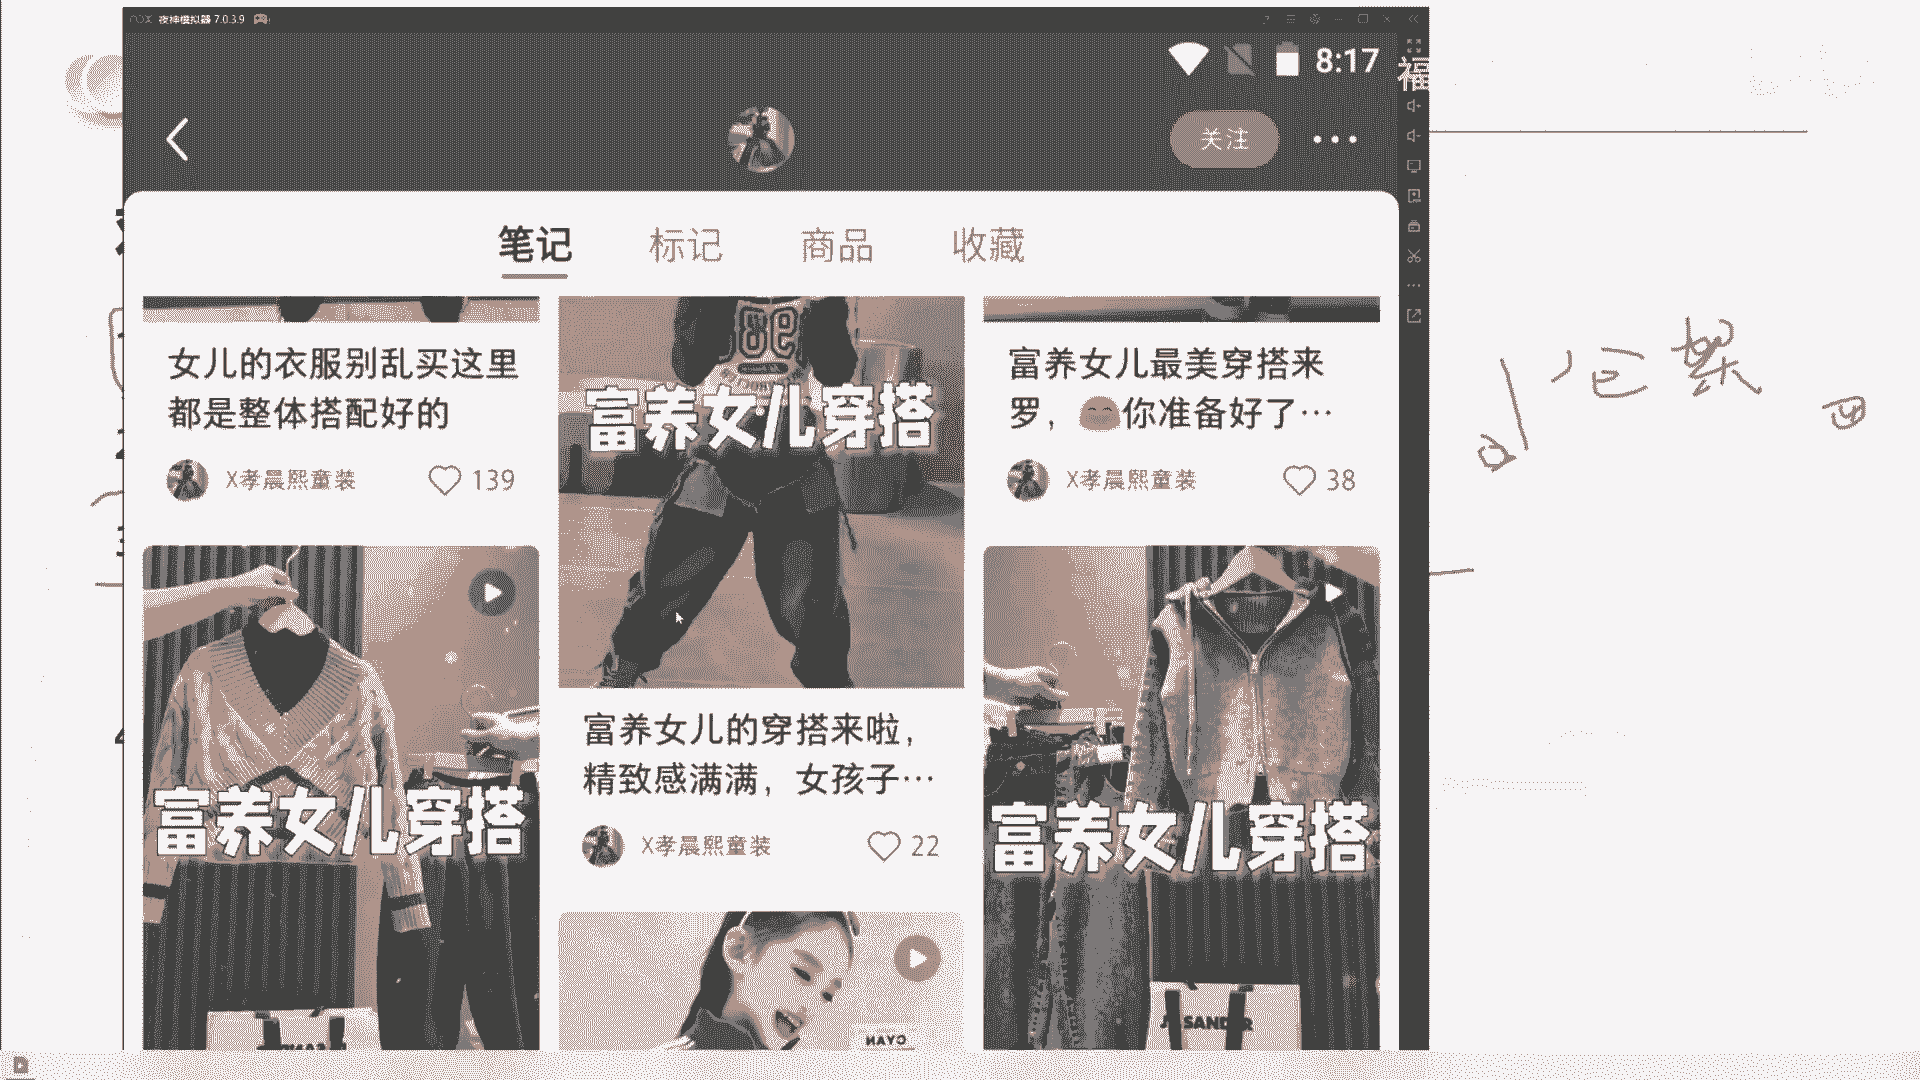 nox 夜神模拟器 7.0.3.9
8:17
福
关注
笔记 标记 商品 收藏
女儿的衣服别乱买这里
都是整体搭配好的
X孝晨熙童装 139
富养女儿穿搭
富养女儿的穿搭来啦，
精致感满满，女孩子…
X孝晨熙童装 22
富养女儿最美穿搭来
罗，😊你准备好了…
X孝晨熙童装 38
富养女儿穿搭
富养女儿穿搭